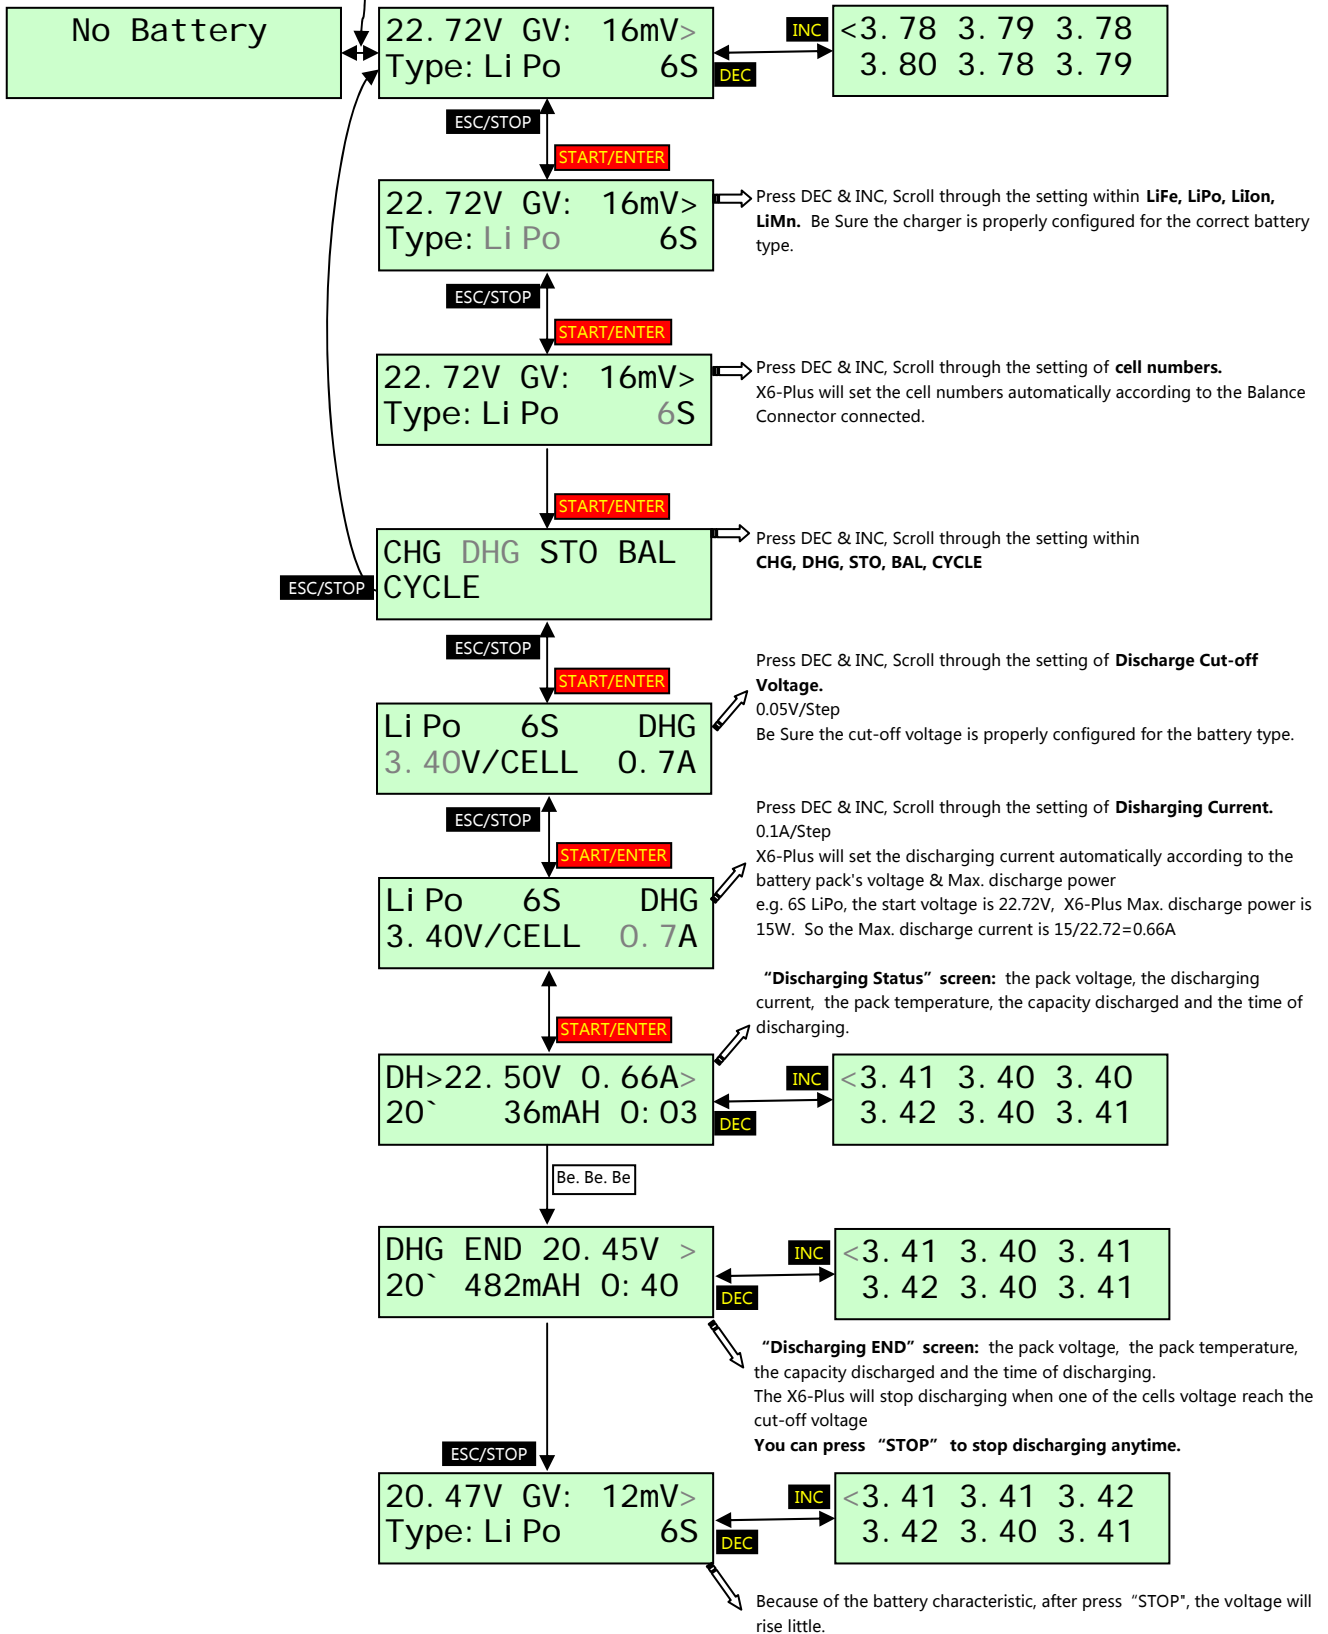 No Battery
22.72V GV: 16mV>
Type:LiPo 6S
INC
DEC
<3.78 3.79 3.78
3.80 3.78 3.79
ESC/STOP
START/ENTER
22.72V GV: 16mV>
Type:LiPo 6S
Press DEC & INC, Scroll through the setting within LiFe, LiPo, LiIon,
LiMn. Be Sure the charger is properly configured for the correct battery
type.
ESC/STOP
START/ENTER
22.72V GV: 16mV>
Type:LiPo 6S
Press DEC & INC, Scroll through the setting of cell numbers.
X6-Plus will set the cell numbers automatically according to the Balance
Connector connected.
START/ENTER
CHG DHG STO BAL
CYCLE
ESC/STOP
Press DEC & INC, Scroll through the setting within
CHG, DHG, STO, BAL, CYCLE
ESC/STOP
START/ENTER
LiPo 6S DHG
3.40V/CELL 0.7A
Press DEC & INC, Scroll through the setting of Discharge Cut-off
Voltage.
0.05V/Step
Be Sure the cut-off voltage is properly configured for the battery type.
ESC/STOP
START/ENTER
LiPo 6S DHG
3.40V/CELL 0.7A
Press DEC & INC, Scroll through the setting of Disharging Current.
0.1A/Step
X6-Plus will set the discharging current automatically according to the
battery pack's voltage & Max. discharge power
e.g. 6S LiPo, the start voltage is 22.72V, X6-Plus Max. discharge power is
15W. So the Max. discharge current is 15/22.72=0.66A
START/ENTER
“Discharging Status” screen: the pack voltage, the discharging
current, the pack temperature, the capacity discharged and the time of
discharging.
DH>22.50V 0.66A>
20` 36mAH 0:03
INC
DEC
<3.41 3.40 3.40
3.42 3.40 3.41
Be. Be. Be
DHG END 20.45V >
20` 482mAH 0:40
INC
DEC
<3.41 3.40 3.41
3.42 3.40 3.41
“Discharging END” screen: the pack voltage, the pack temperature,
the capacity discharged and the time of discharging.
The X6-Plus will stop discharging when one of the cells voltage reach the
cut-off voltage
You can press “STOP” to stop discharging anytime.
ESC/STOP
20.47V GV: 12mV>
Type:LiPo 6S
INC
DEC
<3.41 3.41 3.42
3.42 3.40 3.41
Because of the battery characteristic, after press “STOP", the voltage will
rise little.